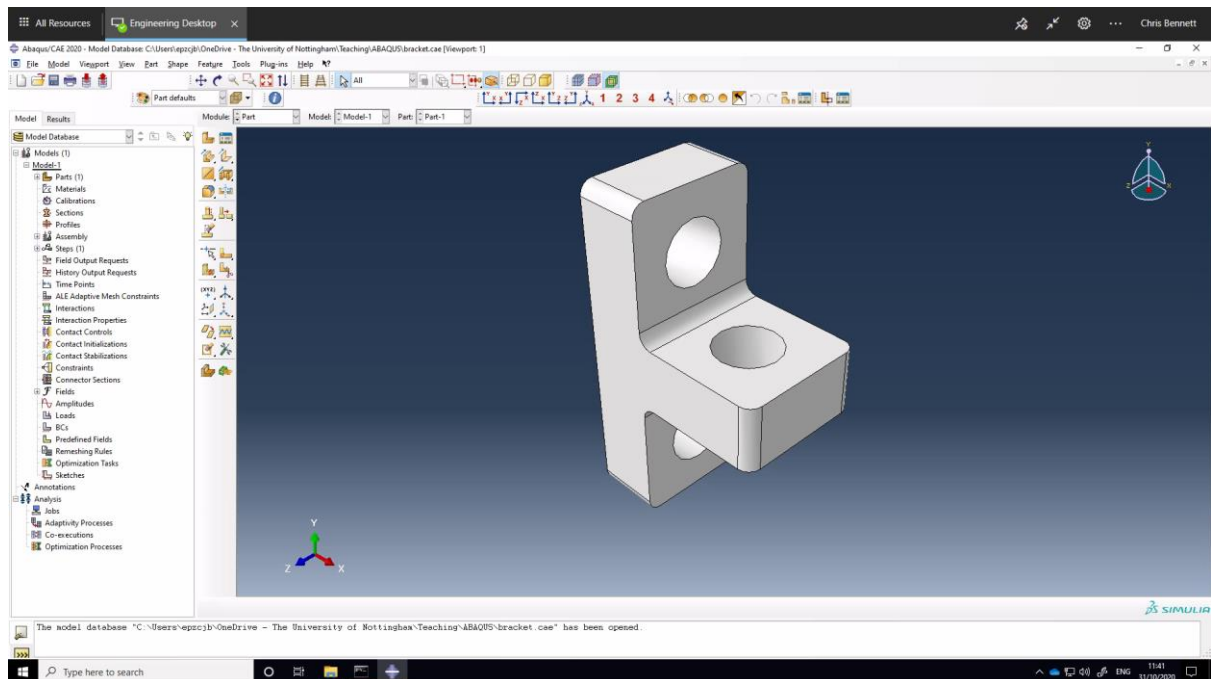 All Resources Engineering Desktop × ... Chris Bennett
Abaqus/CAE 2020 - Model Database: C:\Users\epzcjb\OneDrive - The University of Nottingham\Teaching\ABAQUS\bracket.cae [Viewport: 1]
File Model Viewport View Part Shape Feature Tools Plug-ins Help
All
Part defaults 1 2 3 4
Model Results Module: Part Model: Model-1 Part: Part-1
Model Database
Models (1)
Model-1
Parts (1)
Materials
Calibrations
Sections
Profiles
Assembly
Steps (1)
Field Output Requests
History Output Requests
Time Points
ALE Adaptive Mesh Constraints
Interactions
Interaction Properties
Contact Controls
Contact Initializations
Contact Stabilizations
Constraints
Connector Sections
Fields
Amplitudes
Loads
BCs
Predefined Fields
Remeshing Rules
Optimization Tasks
Sketches
Annotations
Analysis
Jobs
Adaptivity Processes
Co-executions
Optimization Processes
Y
Z X
Y
Z X
SIMULIA
The model database "C:\Users\epzcjb\OneDrive - The University of Nottingham\Teaching\ABAQUS\bracket.cae" has been opened.
>>>
Type here to search ENG 11:41
31/10/2020